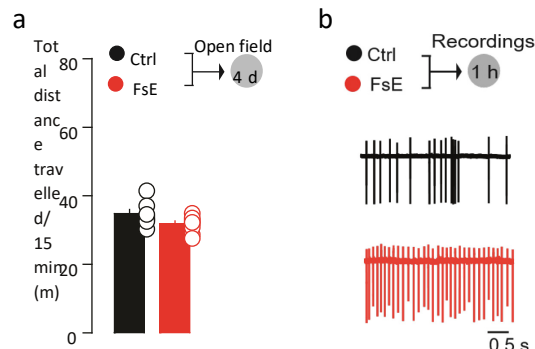 a
Tot
al
dist
anc
e
trav
elle
d/
15
min
(m)
80
60
40
20
0
Ctrl
FsE
Open field
4 d
b
Ctrl
FsE
Recordings
1 h
0.5 s